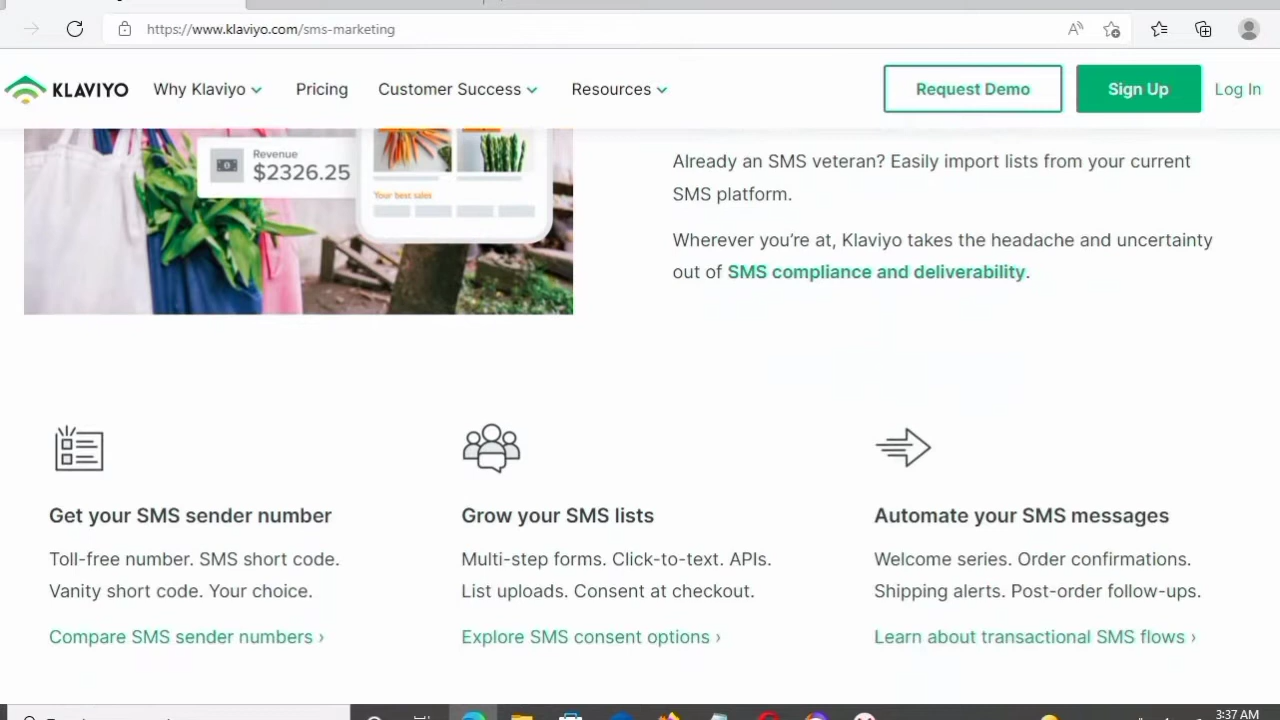 https://www.klaviyo.com/sms-marketing
KLAVIYO
Why Klaviyo
Pricing
Customer Success
Resources
Request Demo
Sign Up
Log In
Revenue
$2326.25
Your best sales
Already an SMS veteran? Easily import lists from your current
SMS platform.
Wherever you’re at, Klaviyo takes the headache and uncertainty
out of SMS compliance and deliverability.
Get your SMS sender number
Toll-free number. SMS short code.
Vanity short code. Your choice.
Compare SMS sender numbers ›
Grow your SMS lists
Multi-step forms. Click-to-text. APIs.
List uploads. Consent at checkout.
Explore SMS consent options ›
Automate your SMS messages
Welcome series. Order confirmations.
Shipping alerts. Post-order follow-ups.
Learn about transactional SMS flows ›
3:37 AM